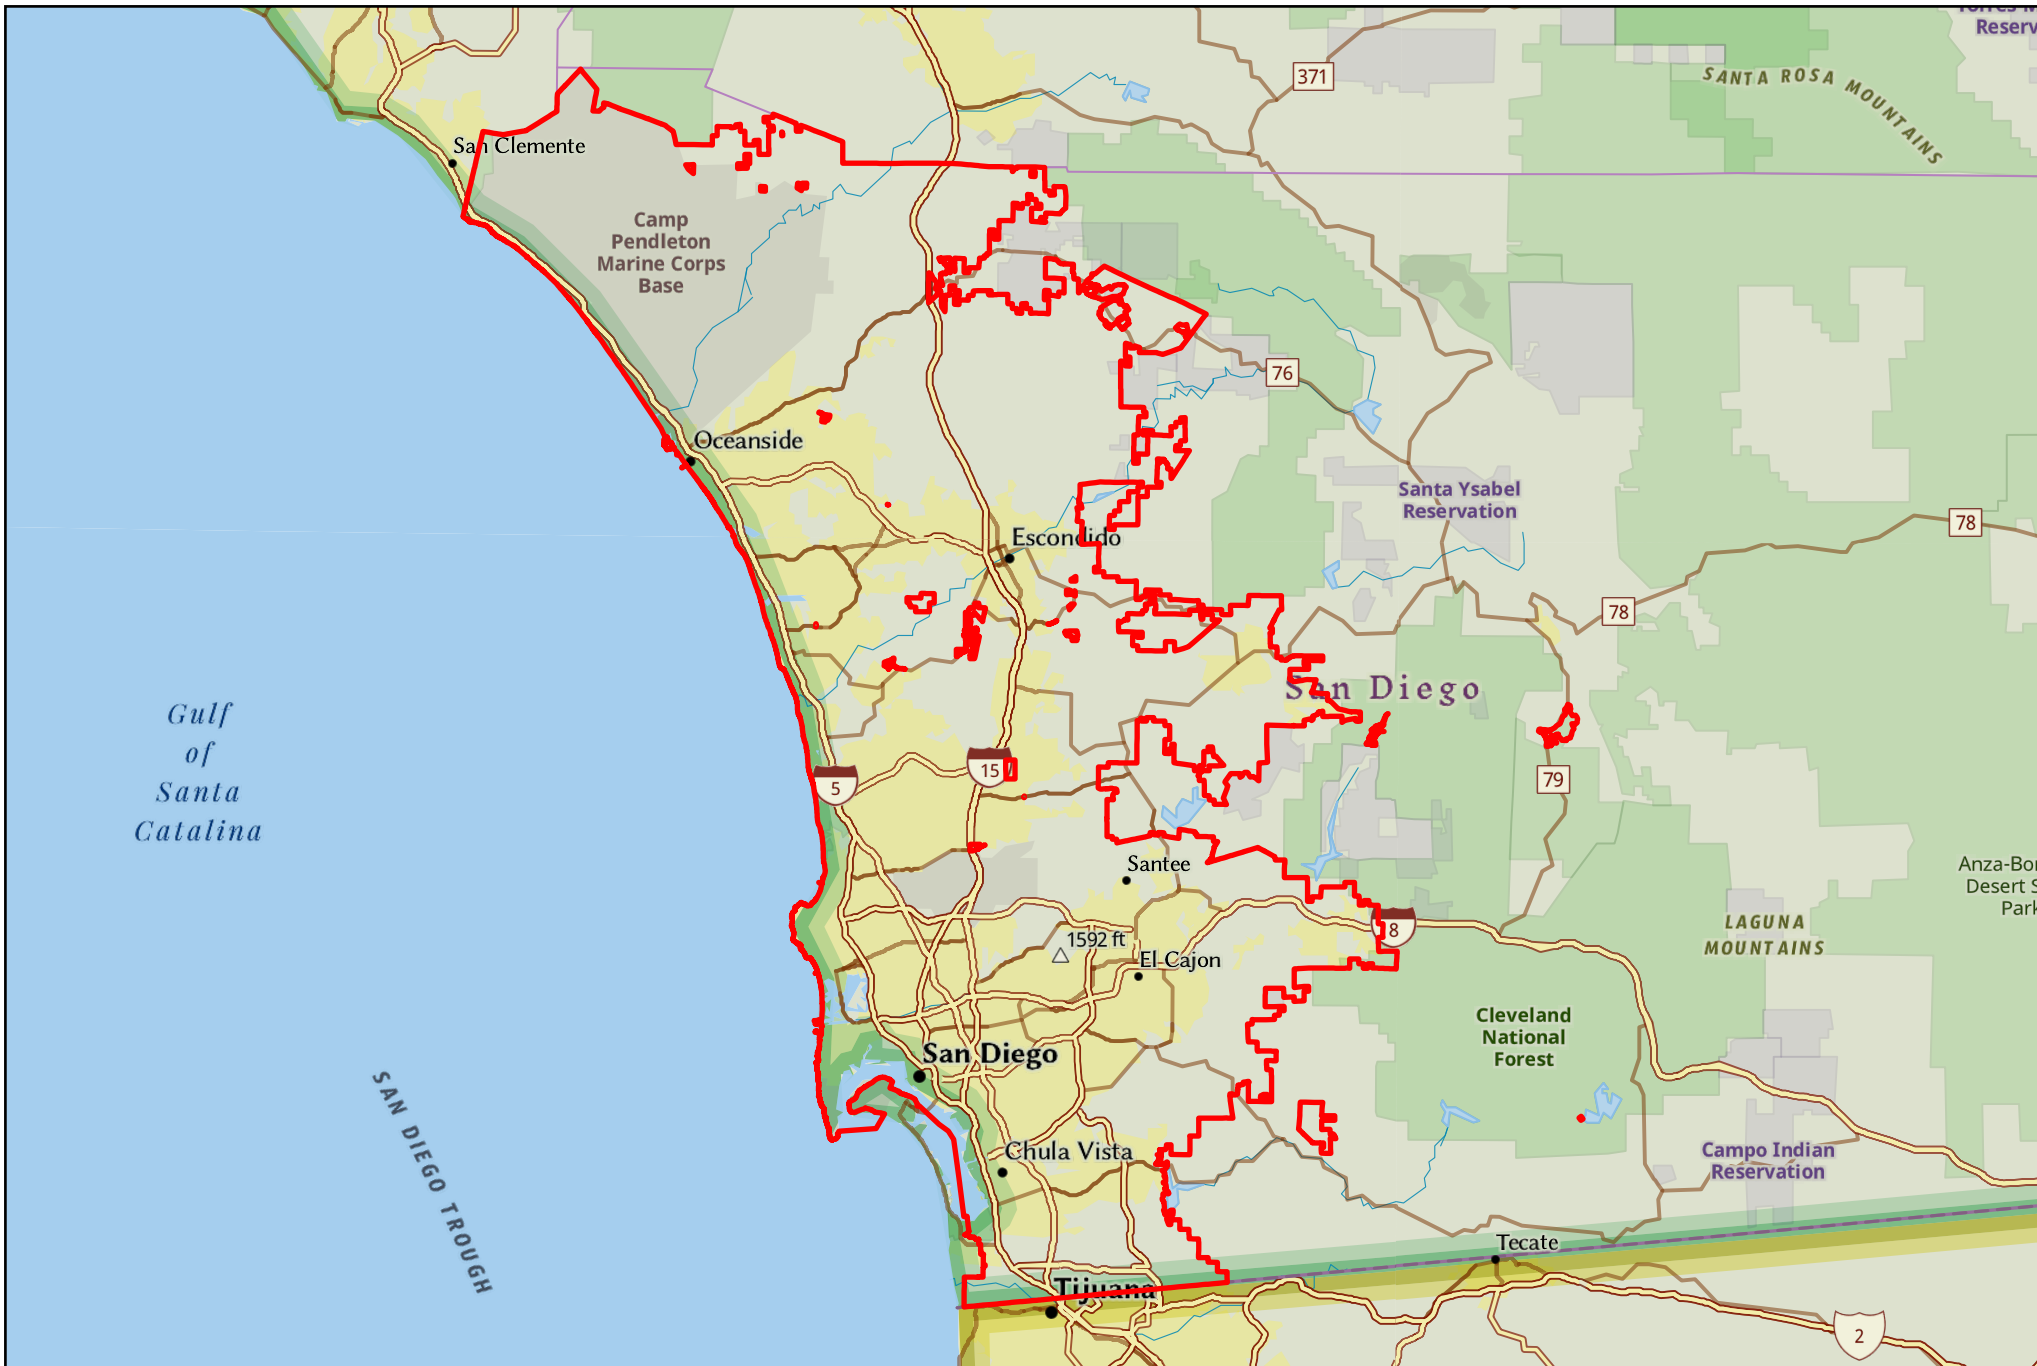 Reserv
371
SANTA ROSA MOUNTAINS
San Clemente
Camp
Pendleton
Marine Corps
Base
76
Oceanside
Santa Ysabel
Reservation
78
Escondido
78
San Diego
Gulf
of
Santa
Catalina
15
5
79
Santee
Anza-Bor
Desert S
Park
LAGUNA
MOUNTAINS
8
1592 ft
El Cajon
Cleveland
National
Forest
San Diego
SAN DIEGO TROUGH
Chula Vista
Campo Indian
Reservation
Tecate
Tijuana
2